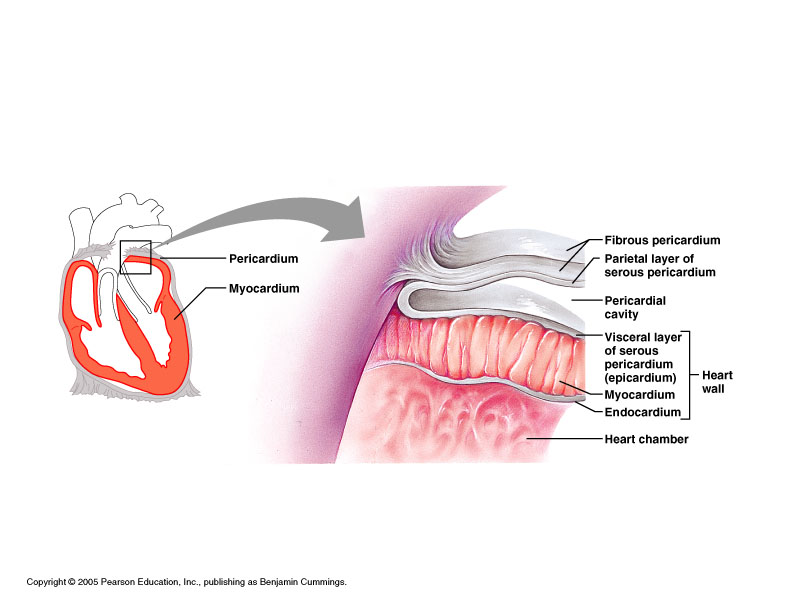 Pericardium
Myocardium
Fibrous pericardium
Parietal layer of
serous pericardium
Pericardial
cavity
Visceral layer
of serous
pericardium
(epicardium)
Myocardium
Endocardium
Heart
wall
Heart chamber
Copyright © 2005 Pearson Education, Inc., publishing as Benjamin Cummings.